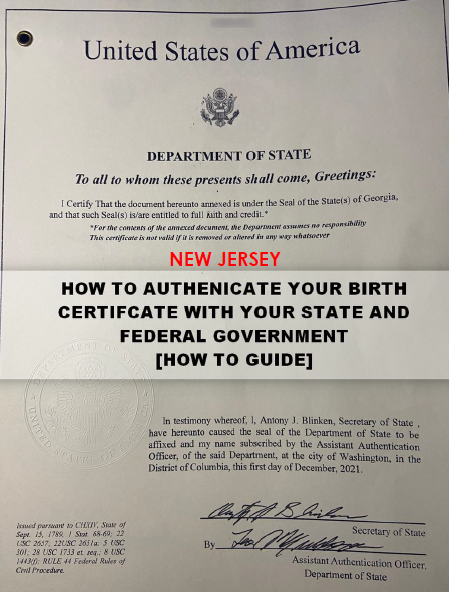 United States of America
DEPARTMENT OF STATE
To all to whom these presents shall come, Greetings:
I Certify That the document hereunto annexed is under the Seal of the State(s) of Georgia,
and that such Seal(s) is/are entitled to full faith and credit.*
*For the contents of the annexed document, the Department assumes no responsibility
This certificate is not valid if it is removed or altered in any way whatsoever
NEW JERSEY
HOW TO AUTHENICATE YOUR BIRTH
CERTIFCATE WITH YOUR STATE AND
FEDERAL GOVERNMENT
[HOW TO GUIDE]
In testimony whereof, I, Antony J. Blinken, Secretary of State ,
have hereunto caused the seal of the Department of State to be
affixed and my name subscribed by the Assistant Authentication
Officer, of the said Department, at the city of Washington, in the
District of Columbia, this first day of December, 2021.
Secretary of State
By
Assistant Authentication Officer,
Department of State
Issued pursuant to CHXIV, State of
Sept. 15, 1789, 1 Stat. 68-69; 22
USC 2657; 22USC 2651a; 5 USC
301; 28 USC 1733 et. seq.; 8 USC
1443(f); RULE 44 Federal Rules of
Civil Procedure.